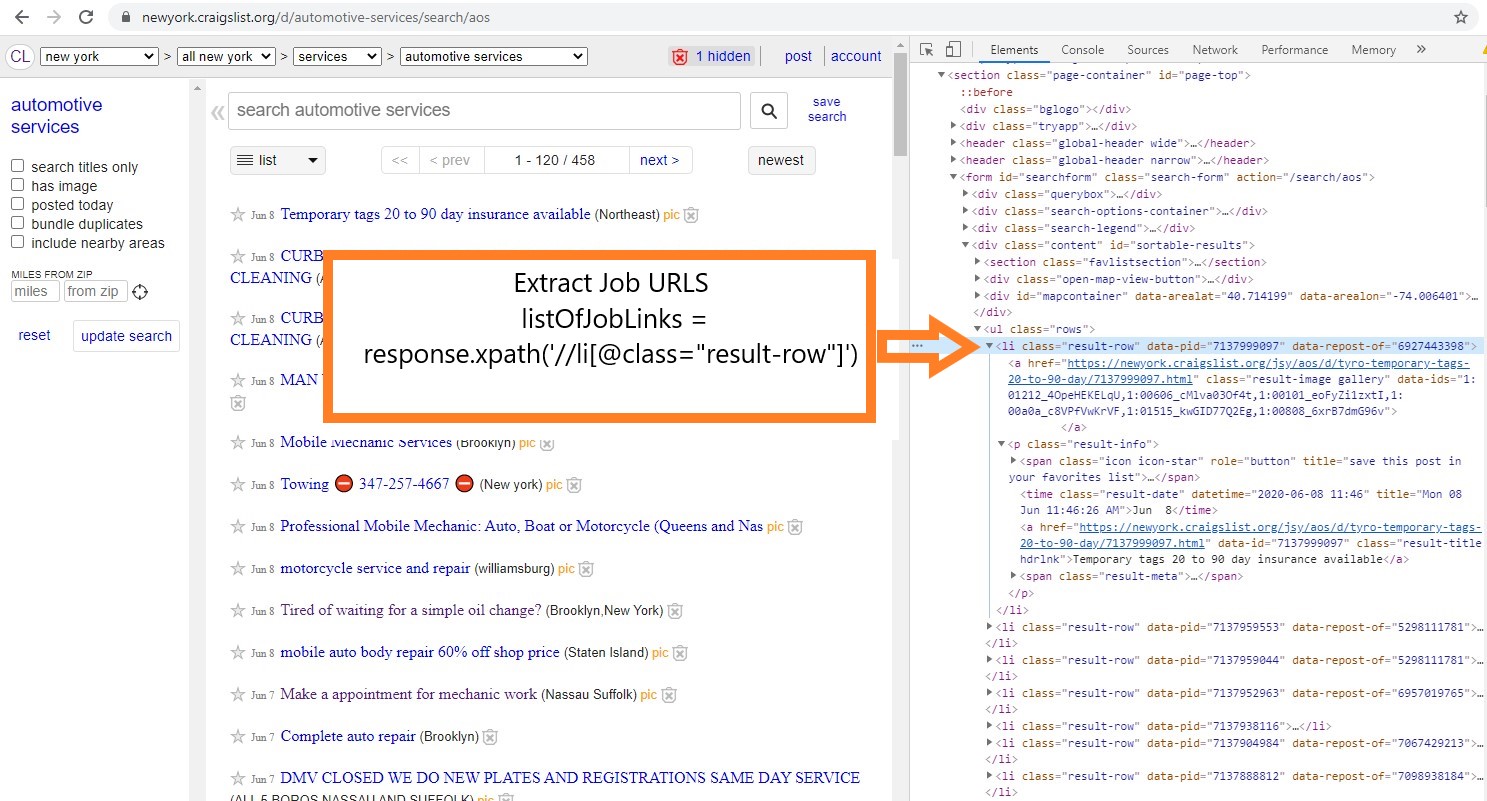 newyork.craigslist.org/d/automotive-services/search/aos
CL new york > all new york > services > automotive services 1 hidden post account
automotive services
search titles only
has image
posted today
bundle duplicates
include nearby areas
MILES FROM ZIP
miles from zip
reset update search
« search automotive services save search
list << < prev 1 - 120 / 458 next > newest
Jun 8 Temporary tags 20 to 90 day insurance available (Northeast) pic
Jun 8 CURB
CLEANING (
Jun 8 CURB
CLEANING (
Jun 8 MAN
Jun 8 Mobile Mechanic Services (Brooklyn) pic
Jun 8 Towing ⛔ 347-257-4667 ⛔ (New york) pic
Jun 8 Professional Mobile Mechanic: Auto, Boat or Motorcycle (Queens and Nas pic
Jun 8 motorcycle service and repair (williamsburg) pic
Jun 8 Tired of waiting for a simple oil change? (Brooklyn,New York)
Jun 8 mobile auto body repair 60% off shop price (Staten Island) pic
Jun 7 Make a appointment for mechanic work (Nassau Suffolk) pic
Jun 7 Complete auto repair (Brooklyn)
Jun 7 DMV CLOSED WE DO NEW PLATES AND REGISTRATIONS SAME DAY SERVICE
(ALL 5 BOROS NASSAU AND SUFFOLK) pic
Extract Job URLS
listOfJobLinks =
response.xpath('//li[@class="result-row"]')
Elements Console Sources Network Performance Memory »
<section class="page-container" id="page-top">
::before
<div class="bglogo"></div>
<div class="tryapp">…</div>
<header class="global-header wide">…</header>
<header class="global-header narrow">…</header>
<form id="searchform" class="search-form" action="/search/aos">
<div class="querybox">…</div>
<div class="search-options-container">…</div>
<div class="search-legend">…</div>
<div class="content" id="sortable-results">
<section class="favlistsection">…</section>
<div class="open-map-view-button">…</div>
<div id="mapcontainer" data-arealat="40.714199" data-arealon="-74.006401">…
</div>
<ul class="rows">
… <li class="result-row" data-pid="7137999097" data-repost-of="6927443398">
<a href="https://newyork.craigslist.org/jsy/aos/d/tyro-temporary-tags-
20-to-90-day/7137999097.html" class="result-image gallery" data-ids="1:
01212_4OpeHEKELqU,1:00606_cMlva03Of4t,1:00101_eoFyZi1zxtI,1:
00a0a_c8VPfVwKrVF,1:01515_kwGID77Q2Eg,1:00808_6xrB7dmG96v">
</a>
<p class="result-info">
<span class="icon icon-star" role="button" title="save this post in
your favorites list">…</span>
<time class="result-date" datetime="2020-06-08 11:46" title="Mon 08
Jun 11:46:26 AM">Jun  8</time>
<a href="https://newyork.craigslist.org/jsy/aos/d/tyro-temporary-tags-
20-to-90-day/7137999097.html" data-id="7137999097" class="result-title
hdrlnk">Temporary tags 20 to 90 day insurance available</a>
<span class="result-meta">…</span>
</p>
</li>
<li class="result-row" data-pid="7137959553" data-repost-of="5298111781">…
</li>
<li class="result-row" data-pid="7137959044" data-repost-of="5298111781">…
</li>
<li class="result-row" data-pid="7137952963" data-repost-of="6957019765">…
</li>
<li class="result-row" data-pid="7137938116">…</li>
<li class="result-row" data-pid="7137904984" data-repost-of="7067429213">…
</li>
<li class="result-row" data-pid="7137888812" data-repost-of="7098938184">…
</li>